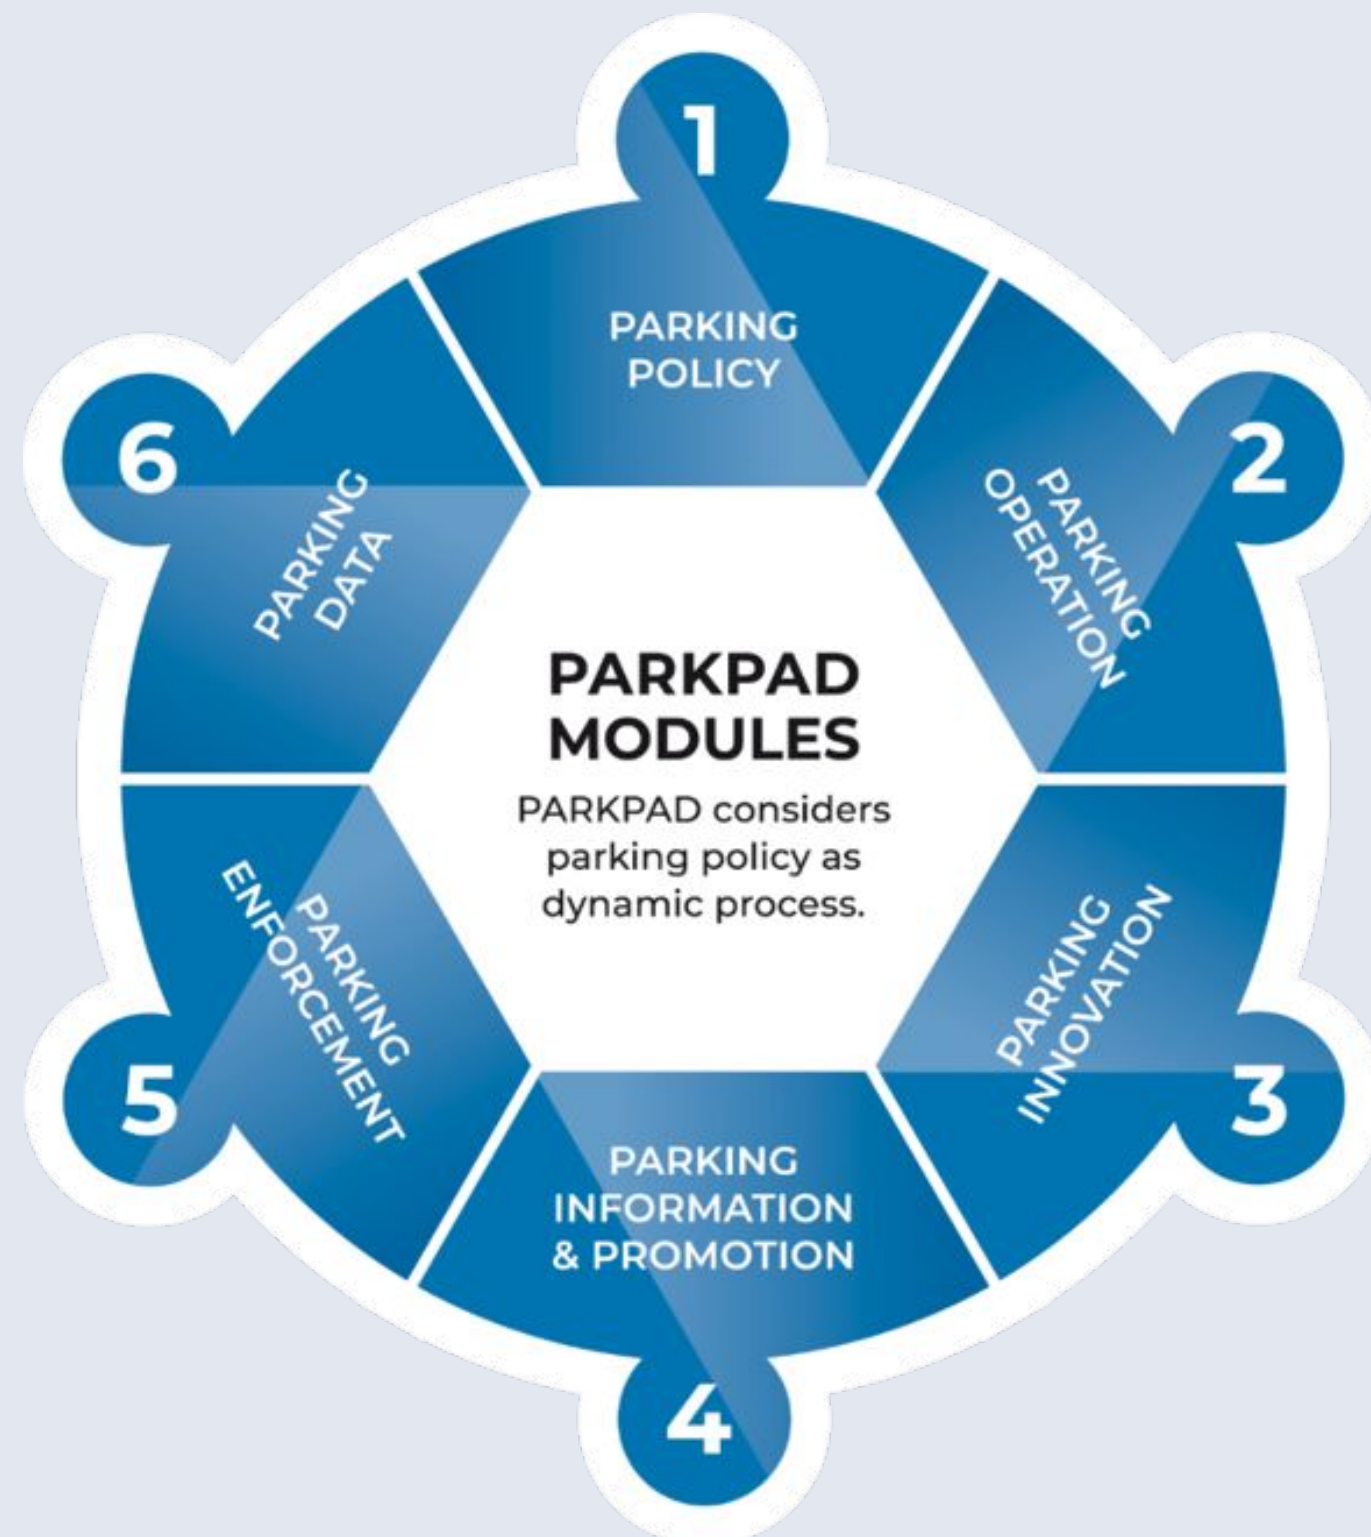 1
PARKING
POLICY
2
PARKING
OPERATION
3
PARKING
INNOVATION
4
PARKING
INFORMATION
& PROMOTION
5
PARKING
ENFORCEMENT
6
PARKING
DATA
PARKPAD
MODULES
PARKPAD considers
parking policy as
dynamic process.